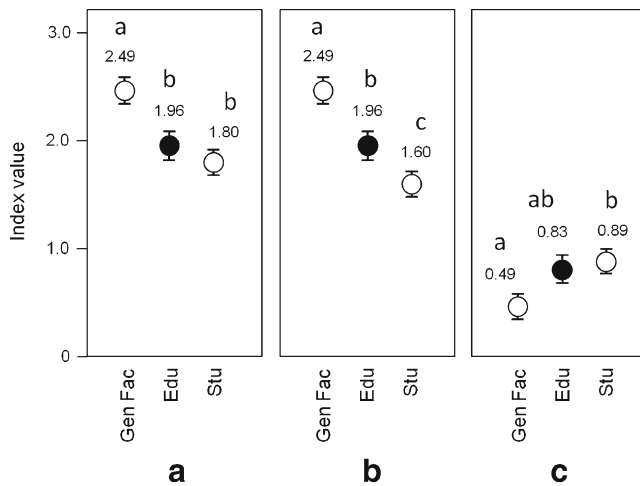 3.0
2.0
1.0
0
Index value
a
2.49
b
1.96
b
1.80
Gen Fac
Edu
Stu
a
a
2.49
b
1.96
c
1.60
Gen Fac
Edu
Stu
b
a
0.49
ab
0.83
b
0.89
Gen Fac
Edu
Stu
c